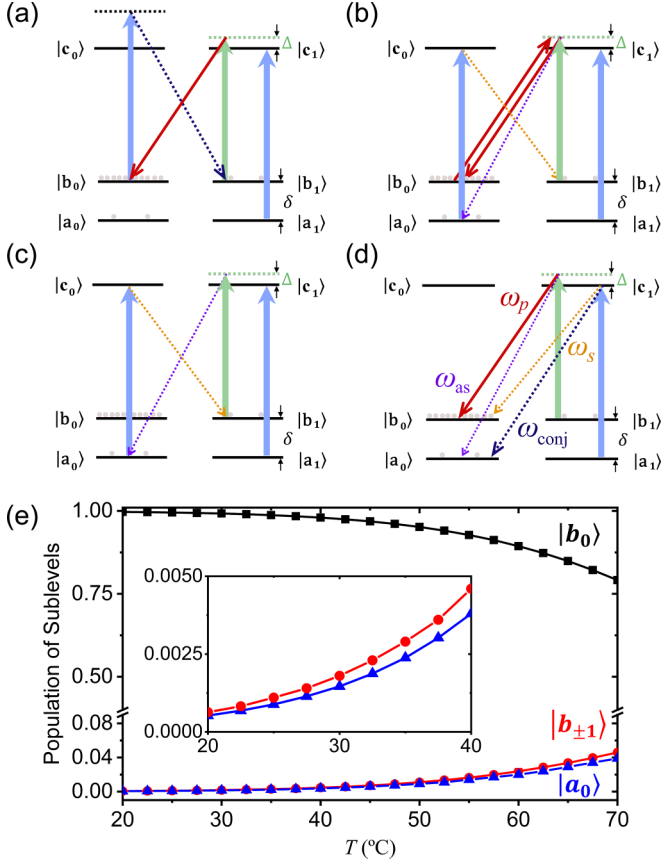 (a)
|c₀⟩
|c₁⟩
Δ
|b₀⟩
|b₁⟩
δ
|a₀⟩
|a₁⟩
(b)
|c₀⟩
|c₁⟩
Δ
|b₀⟩
|b₁⟩
δ
|a₀⟩
|a₁⟩
(c)
|c₀⟩
|c₁⟩
Δ
|b₀⟩
|b₁⟩
δ
|a₀⟩
|a₁⟩
(d)
|c₀⟩
|c₁⟩
Δ
ωp
ωs
ωas
|b₀⟩
|b₁⟩
ωconj
δ
|a₀⟩
|a₁⟩
(e)
Population of Sublevels
1.00
0.75
0.50
0.08
0.04
0.00
|b₀⟩
0.0050
0.0025
0.0000
20 30 40
|b±1⟩
|a₀⟩
20 30 40 50 60 70
T (ºC)